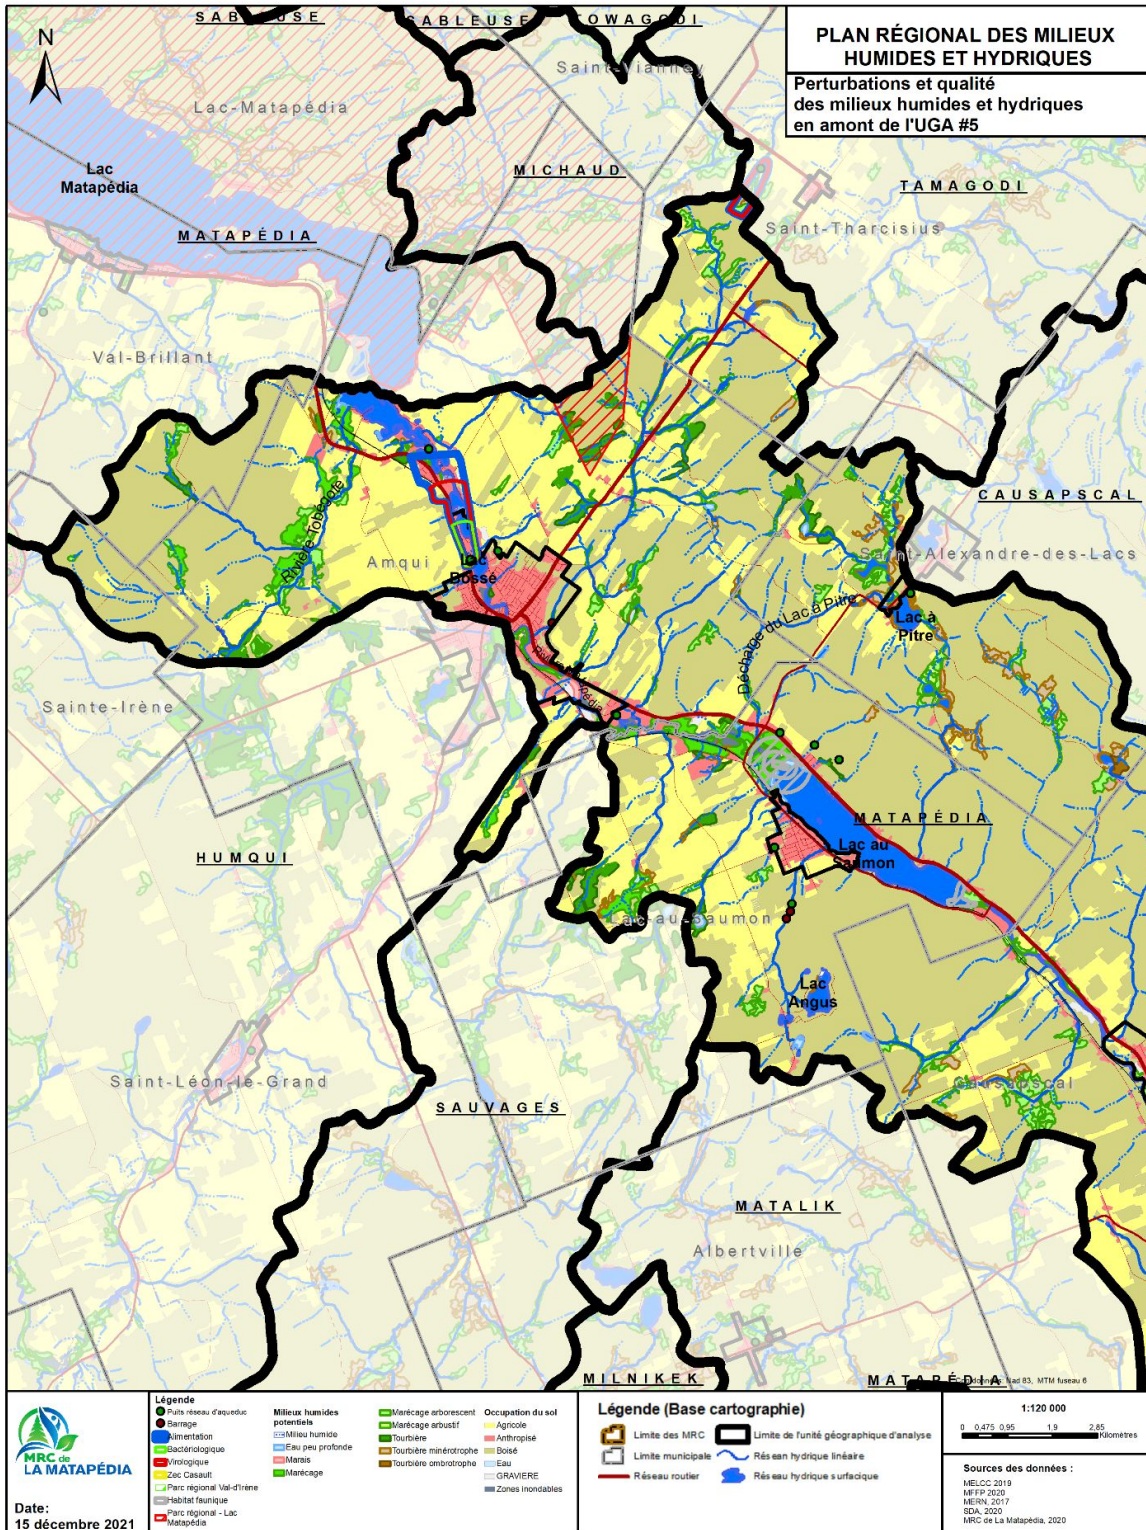 PLAN RÉGIONAL DES MILIEUX
HUMIDES ET HYDRIQUES
Perturbations et qualité
des milieux humides et hydriques
en amont de l'UGA #5
N
SABLEUSE
SABLEUSE
TOWAGODI
Saint-Vianney
Lac-Matapédia
Lac
Matapédia
MICHAUD
TAMAGODI
MATAPÉDIA
Saint-Tharcisius
Val-Brillant
CAUSAPSCAL
Rivière Tobégote
Amqui
Lac
Bossé
Saint-Alexandre-des-Lacs
Lac à
Pitre
Décharge du Lac à Pitre
Sainte-Irène
MATAPÉDIA
HUMQUI
Lac au
Saumon
Lac-au-Saumon
Lac
Angus
Causapscal
Saint-Léon-le-Grand
SAUVAGES
MATALIK
Albertville
MILNIKEK
MATAPÉDIA
Coordonnées: Nad 83, MTM fuseau 6
MRC de
LA MATAPÉDIA
Date:
15 décembre 2021
Légende
Puits réseau d'aqueduc
Barrage
Alimentation
Bactériologique
Virologique
Zec Casault
Parc régional Val-d'Irène
Habitat faunique
Parc régional - Lac
Matapédia
Milieux humides
potentiels
Milieu humide
Eau peu profonde
Marais
Marécage
Marécage arborescent
Marécage arbustif
Tourbière
Tourbière minérotrophe
Tourbière ombrotrophe
Occupation du sol
Agricole
Anthropisé
Boisé
Eau
GRAVIERE
Zones inondables
Légende (Base cartographie)
Limite des MRC
Limite municipale
Réseau routier
Limite de l'unité géographique d'analyse
Réseau hydrique linéaire
Réseau hydrique surfacique
1:120 000
0 0,475 0,95 1,9 2,85
Kilomètres
Sources des données :
MELCC 2019
MFFP 2020
MERN, 2017
SDA, 2020
MRC de La Matapédia, 2020